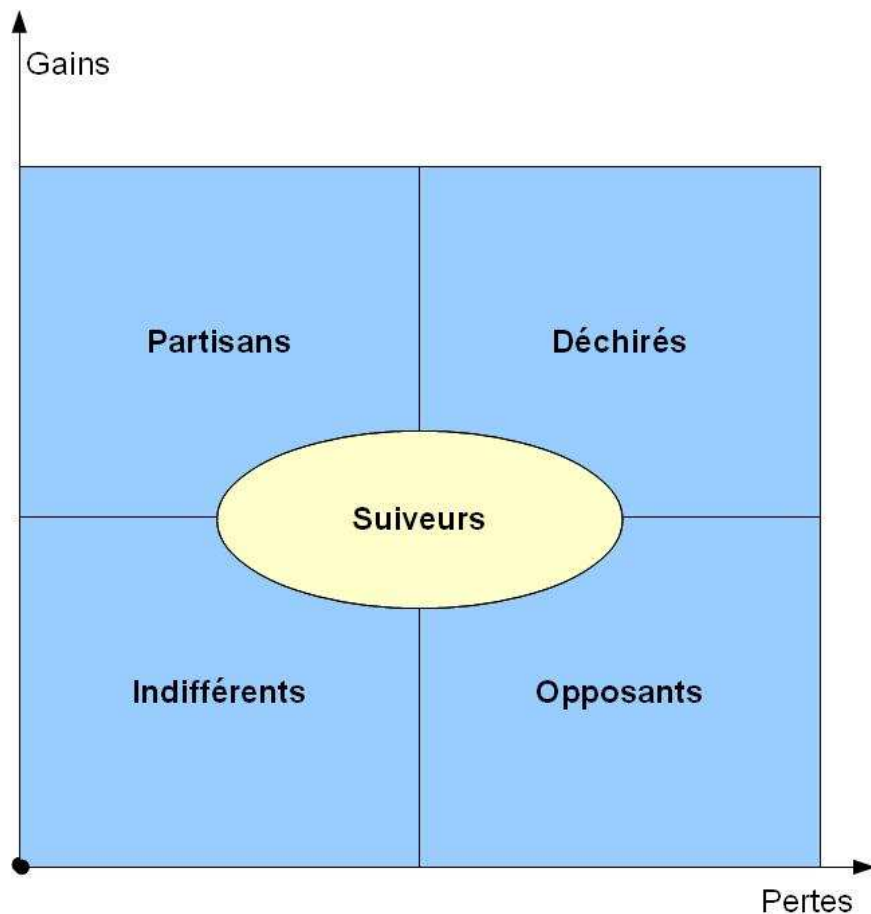 Gains
Partisans
Déchirés
Suiveurs
Indifférents
Opposants
Pertes